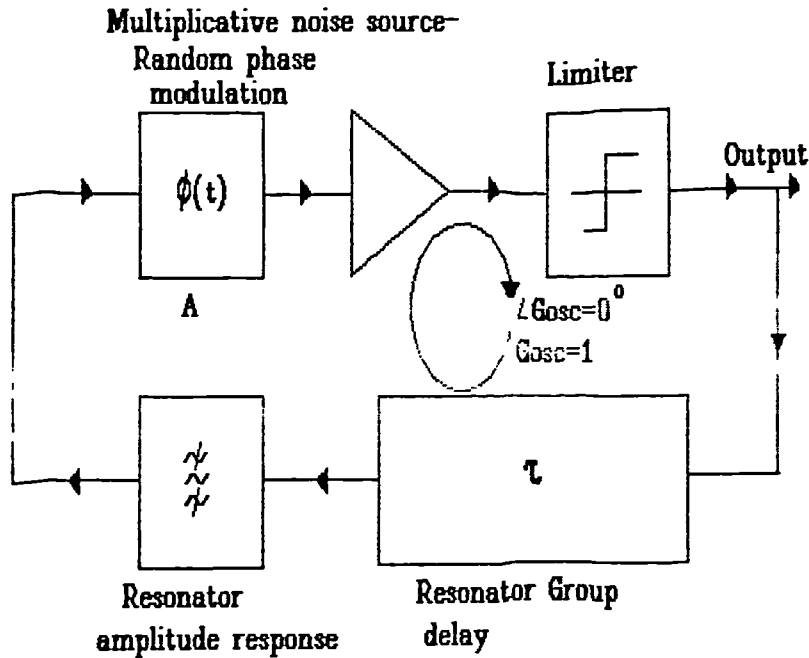 Multiplicative noise source-
Random phase
modulation
Limiter
Output
ϕ(t)
A
∠Gosc=0°
Gosc=1
τ
Resonator
amplitude response
Resonator Group
delay